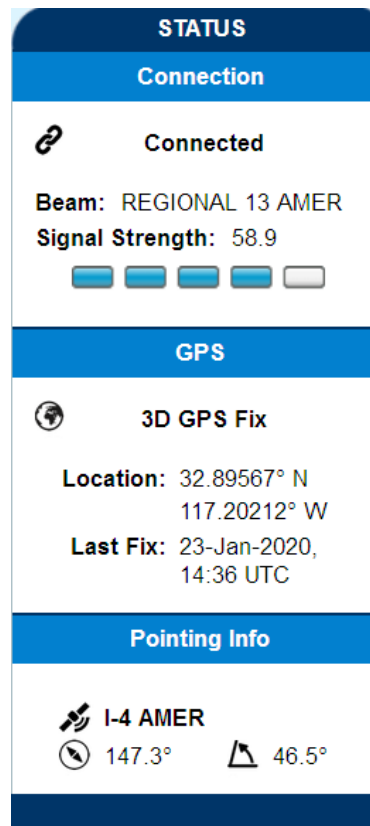 STATUS
Connection
Connected
Beam: REGIONAL 13 AMER
Signal Strength: 58.9
GPS
3D GPS Fix
Location: 32.89567° N
117.20212° W
Last Fix: 23-Jan-2020,
14:36 UTC
Pointing Info
I-4 AMER
147.3° 46.5°